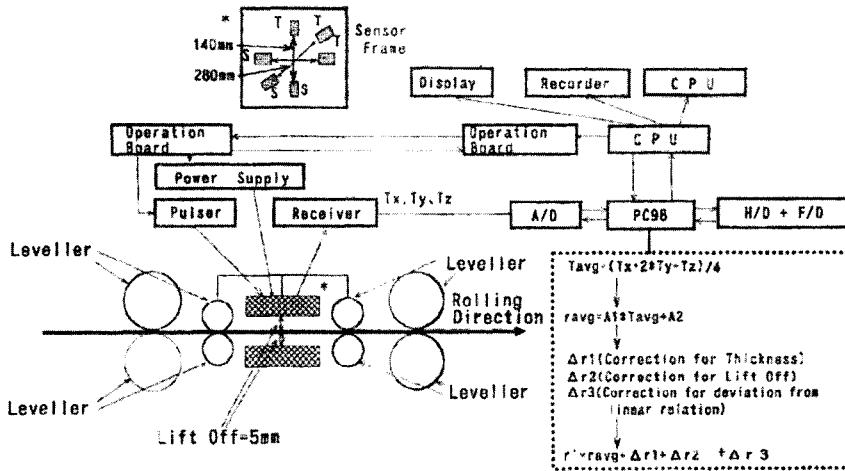 *
T
T
Sensor
Frame
140mm
T
S
280mm
S
S
Display
Recorder
C P U
Operation
Board
Operation
Board
C P U
Power Supply
Tx,Ty,Tz
Pulser
Receiver
A/D
PC98
H/D + F/D
Leveller
Leveller
*
Rolling
Direction
Leveller
Leveller
Lift Off=5mm
Tavg=(Tx+2*Ty+Tz)/4
ravg=A1*Tavg+A2
Δr1(Correction for Thickness)
Δr2(Correction for Lift Off)
Δr3(Correction for deviation from
linear relation)
r'=ravg+Δr1+Δr2 +Δr3